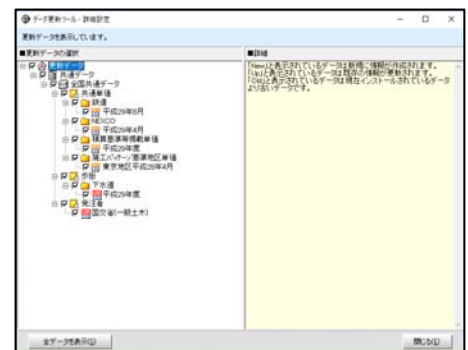 データ更新ツール - 詳細設定
更新データを表示しています。
■更新データの選択
更新データ
共通データ
全国共通データ
共通単価
鉄道
平成29年8月
NEXCO
平成29年4月
積算基準等掲載単価
平成29年度
施工パッケージ基準地区単価
東京地区平成28年4月
歩掛
下水道
平成29年度
発注者
国交省(一般土木)
■詳細
「New」と表示されているデータは新規に情報が作成されます。
「Up」と表示されているデータは既存の情報が更新されます。
「Old」と表示されているデータは現在インストールされているデータ
より古いデータです。
全データ表示(L)
閉じる(C)